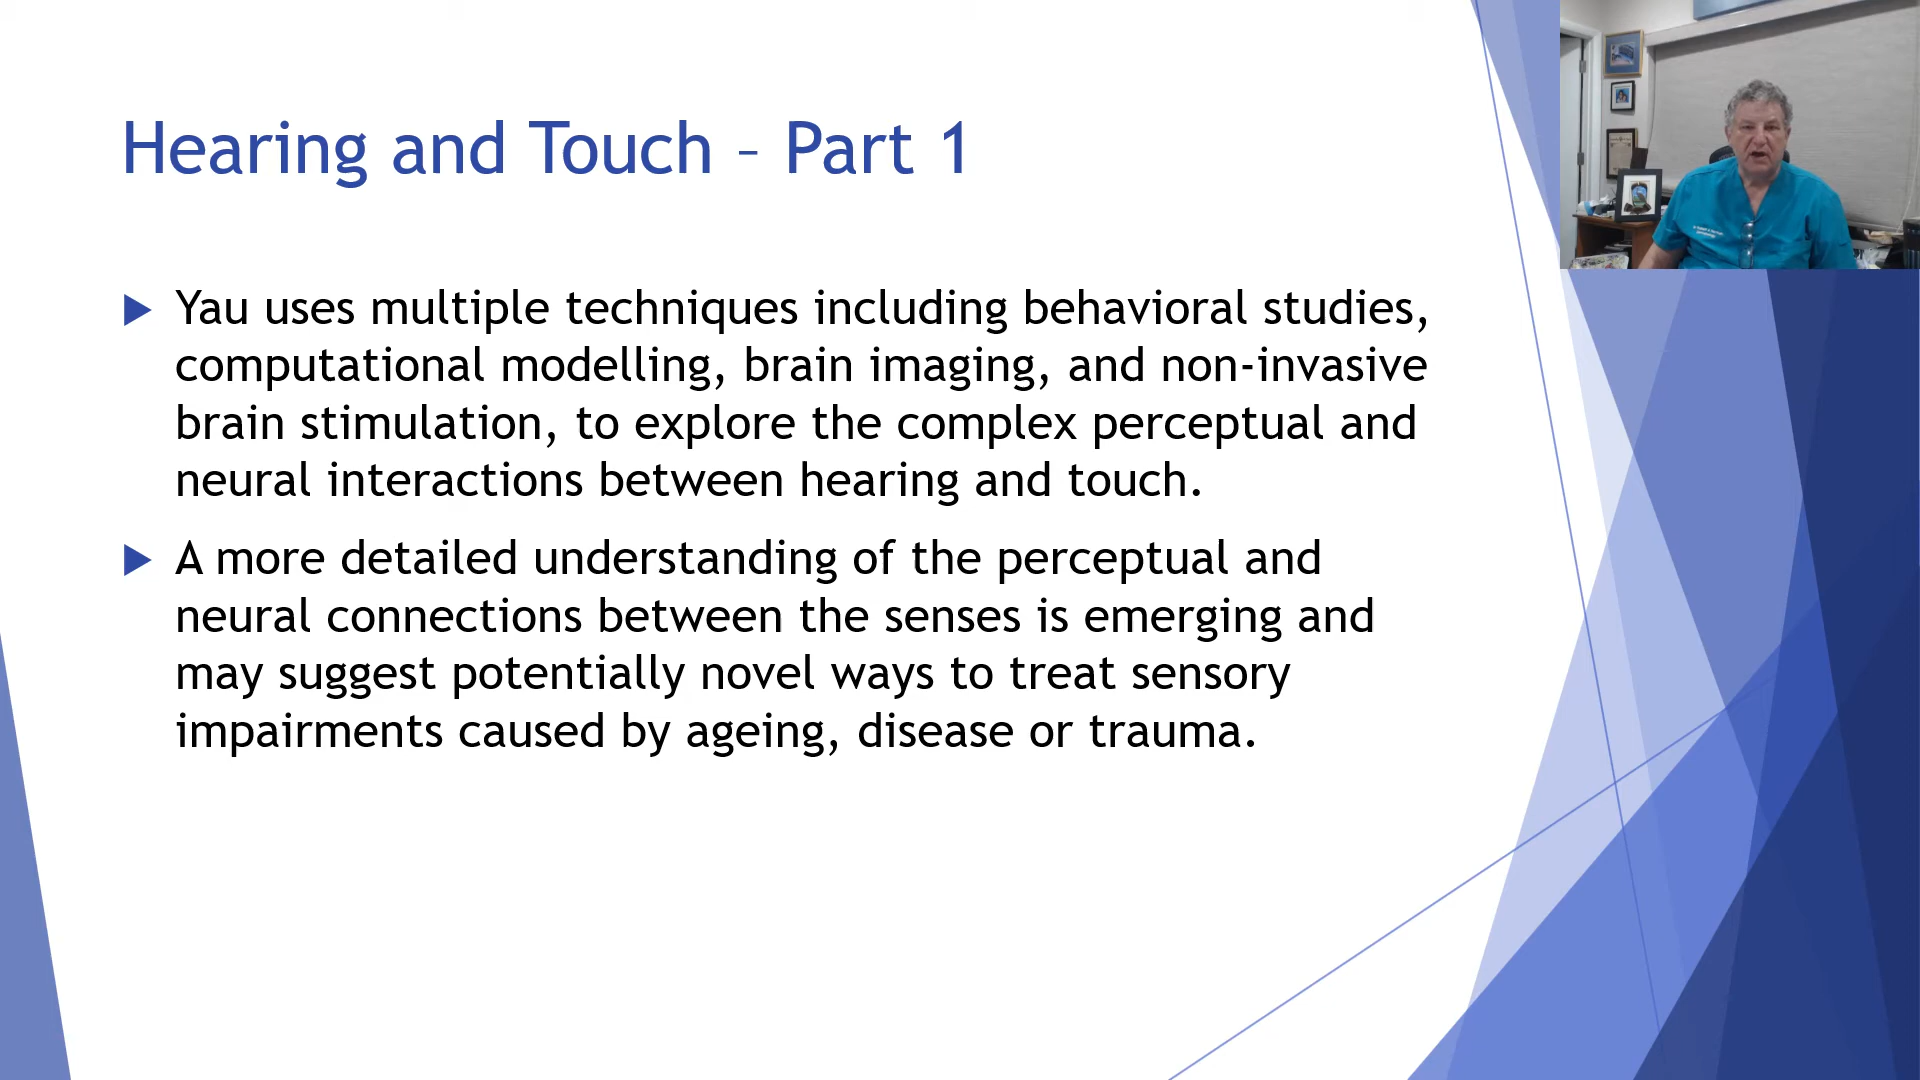 Hearing and Touch – Part 1
Yau uses multiple techniques including behavioral studies,
computational modelling, brain imaging, and non-invasive
brain stimulation, to explore the complex perceptual and
neural interactions between hearing and touch.
A more detailed understanding of the perceptual and
neural connections between the senses is emerging and
may suggest potentially novel ways to treat sensory
impairments caused by ageing, disease or trauma.